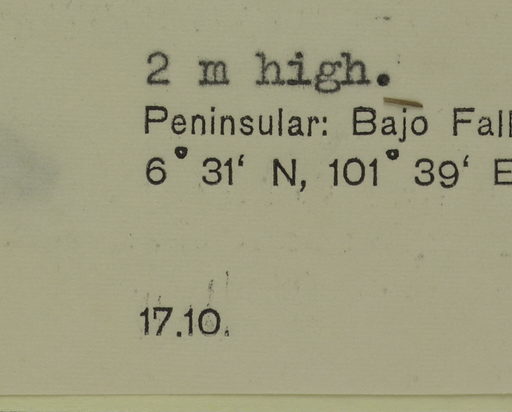 2 m high.
Peninsular: Bajo Fall
6° 31‘ N, 101° 39‘ E
17.10.